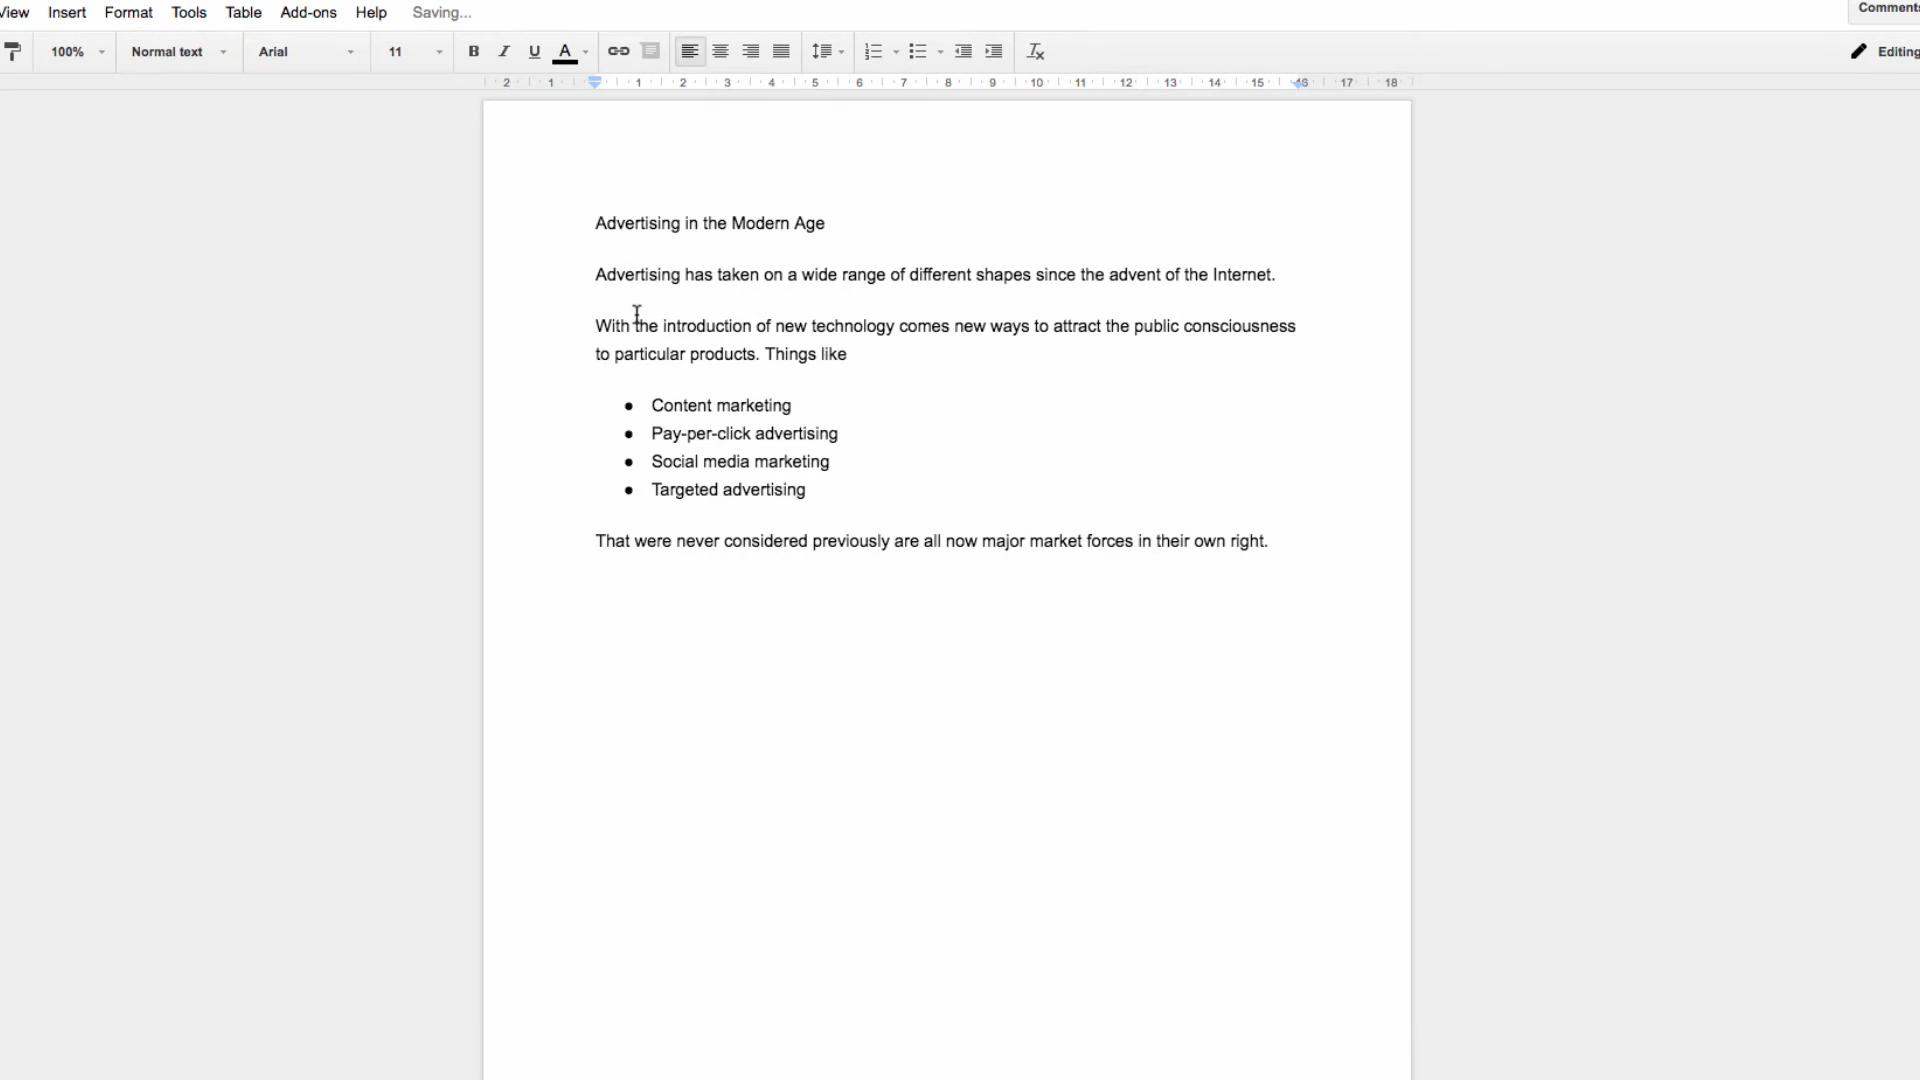 View Insert Format Tools Table Add-ons Help Saving...
Comments
100% Normal text Arial 11 B I U A
Editing
2 1 1 2 3 4 5 6 7 8 9 10 11 12 13 14 15 16 17 18
Advertising in the Modern Age
Advertising has taken on a wide range of different shapes since the advent of the Internet.
With the introduction of new technology comes new ways to attract the public consciousness
to particular products. Things like
● Content marketing
● Pay-per-click advertising
● Social media marketing
● Targeted advertising
That were never considered previously are all now major market forces in their own right.